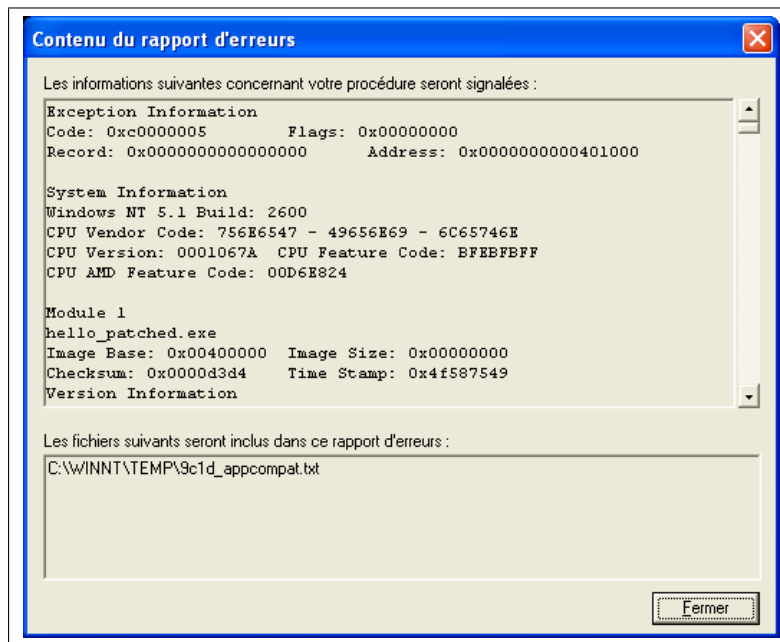 Contenu du rapport d'erreurs
Les informations suivantes concernant votre procédure seront signalées :
Exception Information
Code: 0xc0000005 Flags: 0x00000000
Record: 0x0000000000000000 Address: 0x0000000000401000
System Information
Windows NT 5.1 Build: 2600
CPU Vendor Code: 756E6547 - 49656E69 - 6C65746E
CPU Version: 0001067A CPU Feature Code: BFEBFBFF
CPU AMD Feature Code: 00D6E824
Module 1
hello_patched.exe
Image Base: 0x00400000 Image Size: 0x00000000
Checksum: 0x0000d3d4 Time Stamp: 0x4f587549
Version Information
Les fichiers suivants seront inclus dans ce rapport d'erreurs :
C:\WINNT\TEMP\9c1d_appcompat.txt
Fermer